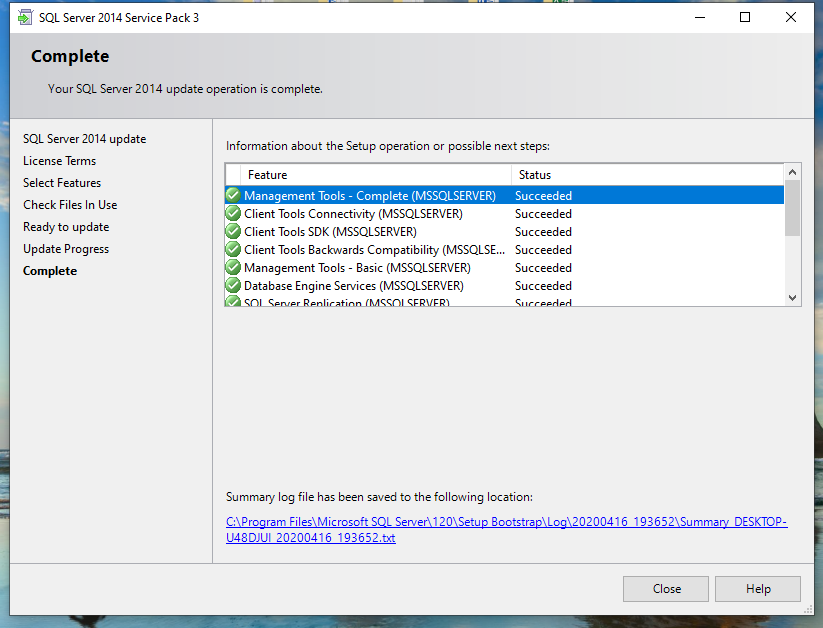 SQL Server 2014 Service Pack 3
Complete
Your SQL Server 2014 update operation is complete.
SQL Server 2014 update
License Terms
Select Features
Check Files In Use
Ready to update
Update Progress
Complete
Information about the Setup operation or possible next steps:
Feature Status
Management Tools - Complete (MSSQLSERVER) Succeeded
Client Tools Connectivity (MSSQLSERVER) Succeeded
Client Tools SDK (MSSQLSERVER) Succeeded
Client Tools Backwards Compatibility (MSSQLSE... Succeeded
Management Tools - Basic (MSSQLSERVER) Succeeded
Database Engine Services (MSSQLSERVER) Succeeded
SQL Server Replication (MSSQLSERVER) Succeeded
Summary log file has been saved to the following location:
C:\Program Files\Microsoft SQL Server\120\Setup Bootstrap\Log\20200416_193652\Summary_DESKTOP-
U48DJUI_20200416_193652.txt
Close Help